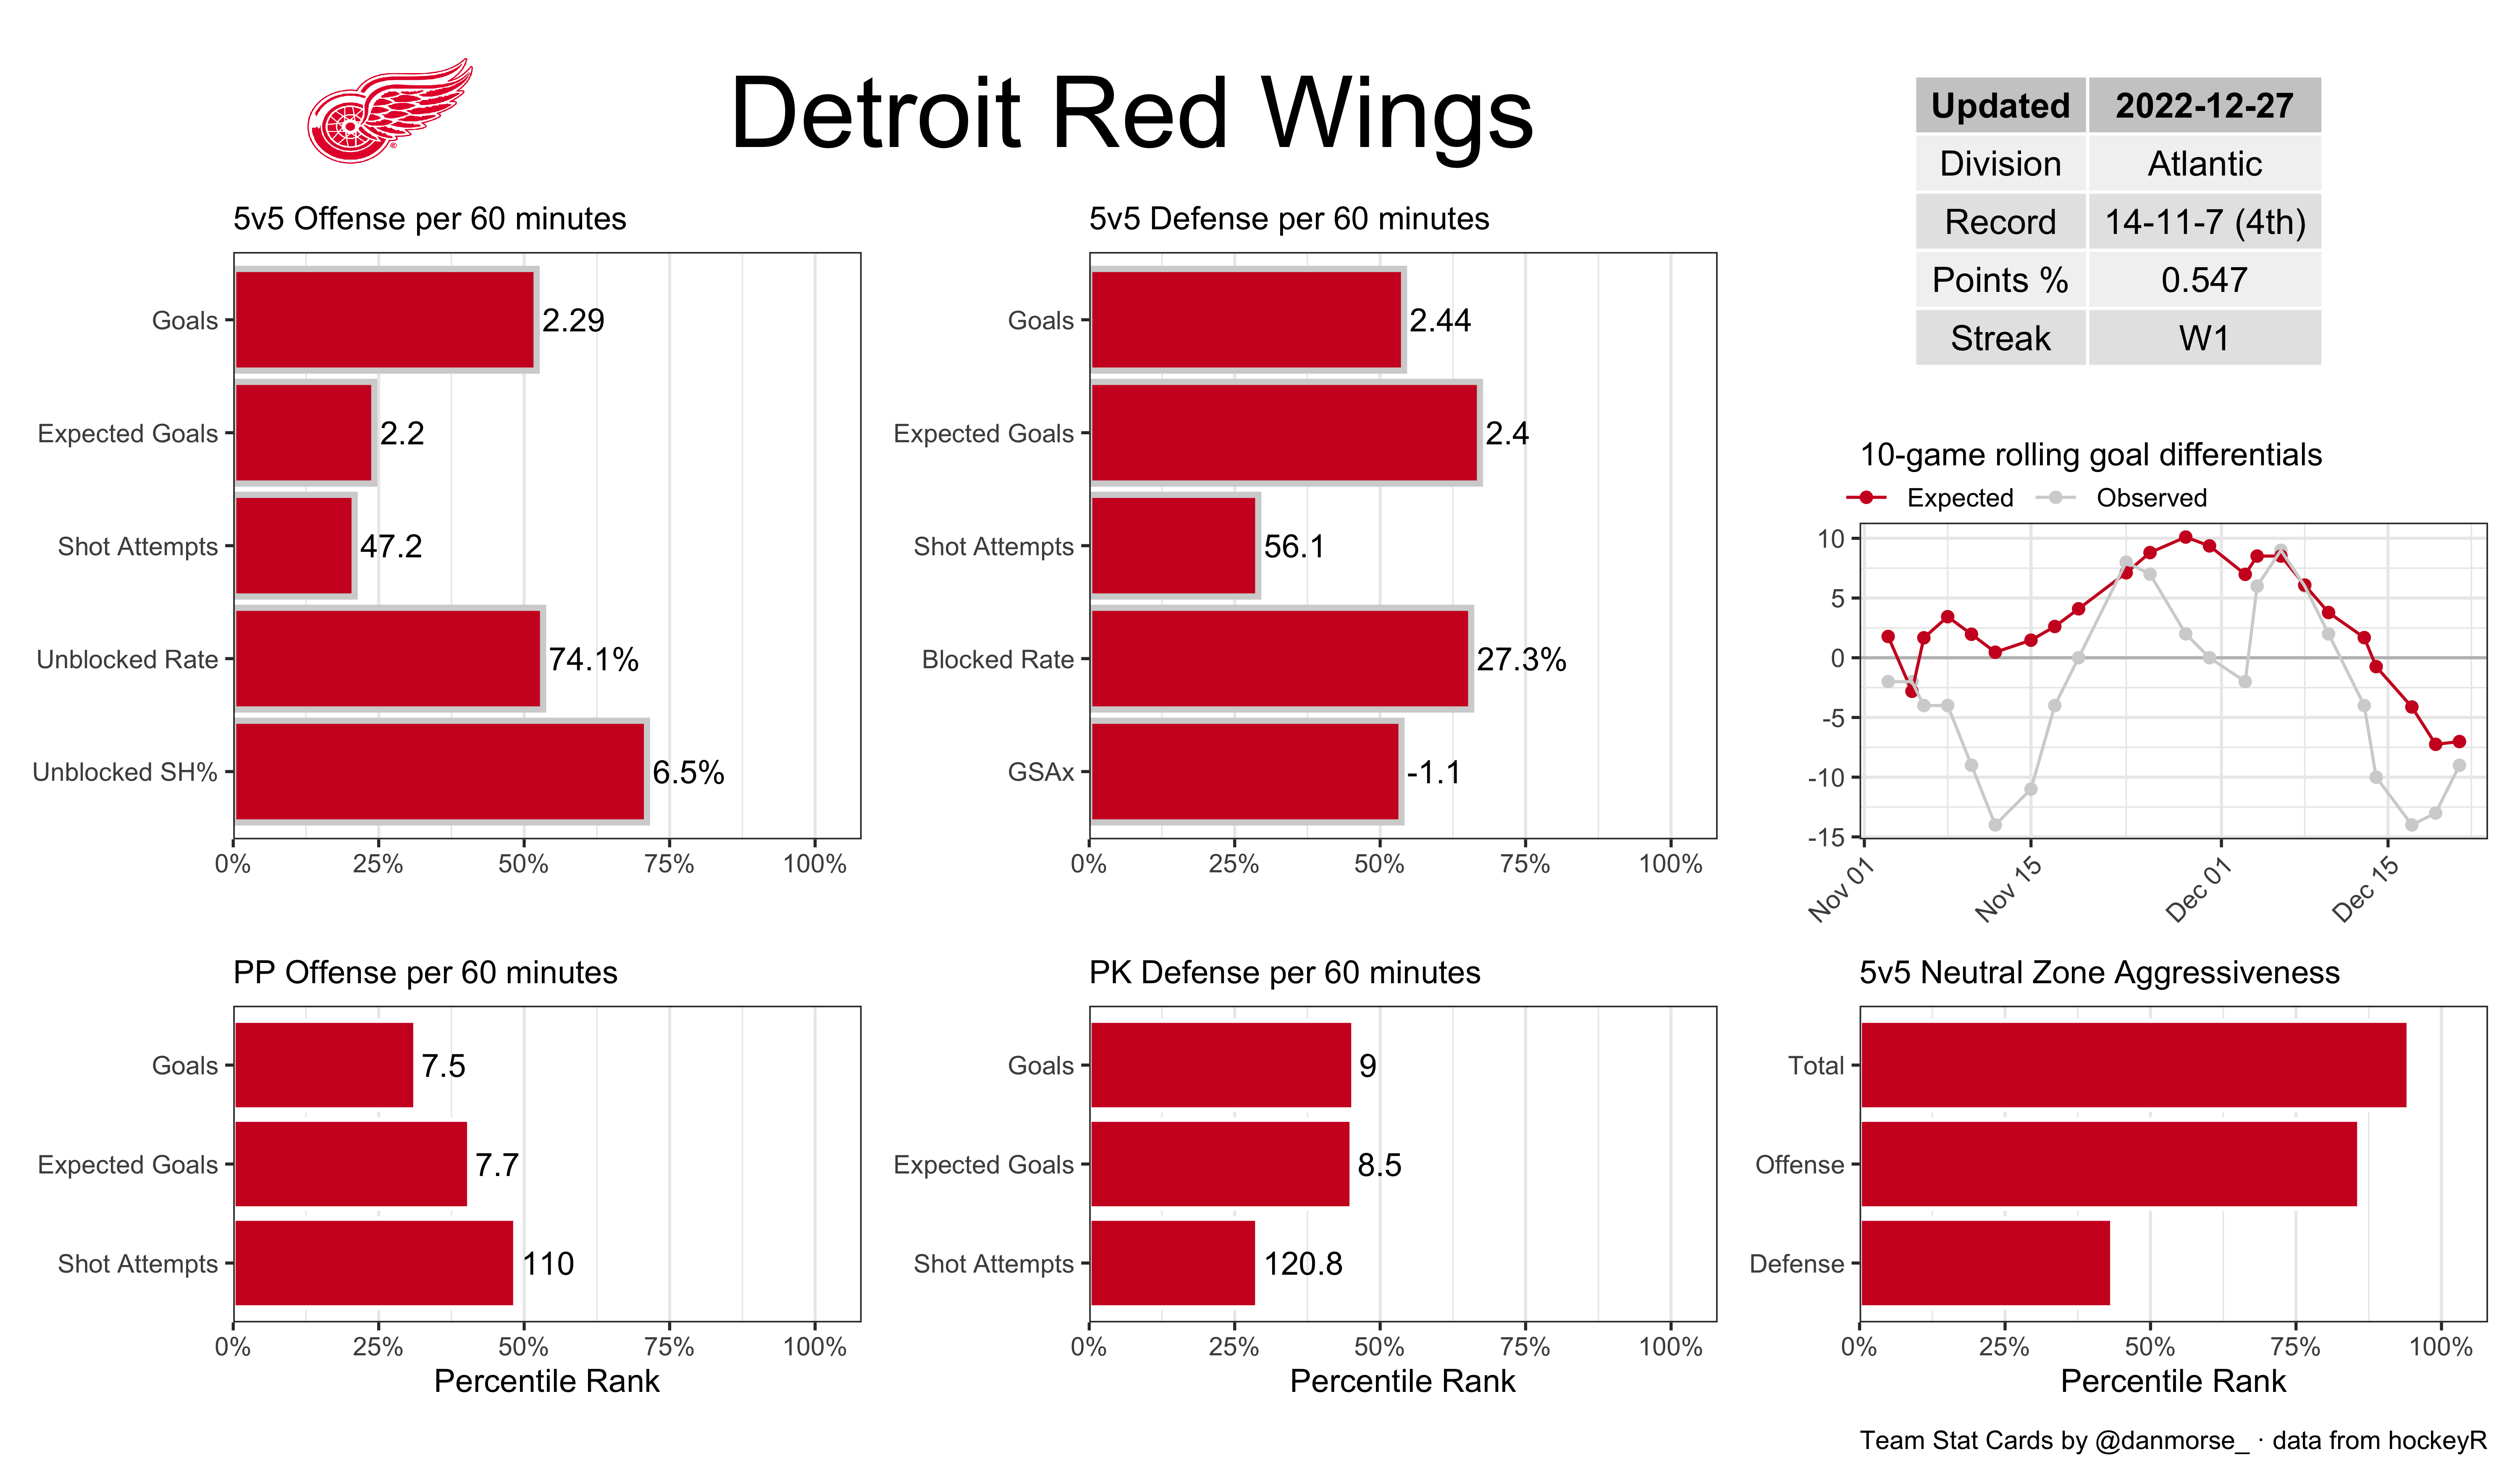 Detroit Red Wings
Updated 2022-12-27
Division Atlantic
Record 14-11-7 (4th)
Points % 0.547
Streak W1
5v5 Offense per 60 minutes
Goals 2.29
Expected Goals 2.2
Shot Attempts 47.2
Unblocked Rate 74.1%
Unblocked SH% 6.5%
0% 25% 50% 75% 100%
5v5 Defense per 60 minutes
Goals 2.44
Expected Goals 2.4
Shot Attempts 56.1
Blocked Rate 27.3%
GSAx -1.1
0% 25% 50% 75% 100%
10-game rolling goal differentials
Expected Observed
10
5
0
-5
-10
-15
Nov 01 Nov 15 Dec 01 Dec 15
PP Offense per 60 minutes
Goals 7.5
Expected Goals 7.7
Shot Attempts 110
0% 25% 50% 75% 100%
Percentile Rank
PK Defense per 60 minutes
Goals 9
Expected Goals 8.5
Shot Attempts 120.8
0% 25% 50% 75% 100%
Percentile Rank
5v5 Neutral Zone Aggressiveness
Total
Offense
Defense
0% 25% 50% 75% 100%
Percentile Rank
Team Stat Cards by @danmorse_ · data from hockeyR